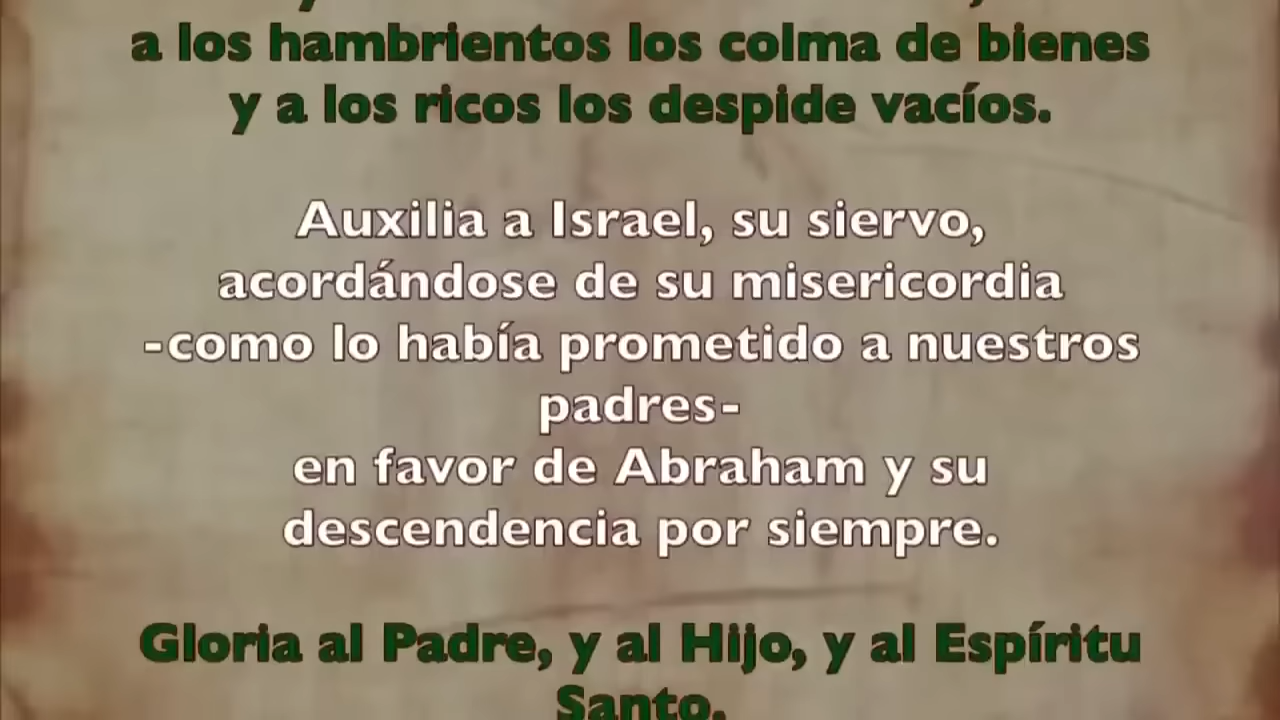 a los hambrientos los colma de bienes
y a los ricos los despide vacíos.
Auxilia a Israel, su siervo,
acordándose de su misericordia
-como lo había prometido a nuestros
padres-
en favor de Abraham y su
descendencia por siempre.
Gloria al Padre, y al Hijo, y al Espíritu
Santo.